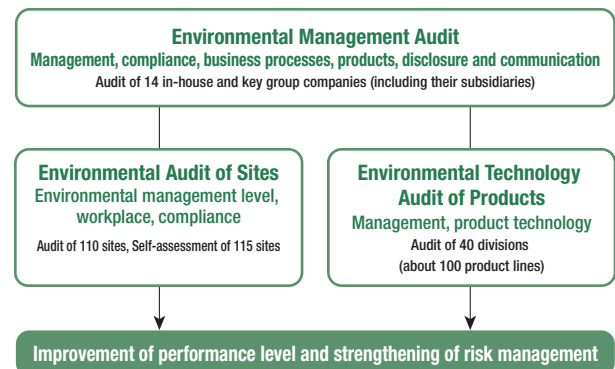 Environmental Management Audit
Management, compliance, business processes, products, disclosure and communication
Audit of 14 in-house and key group companies (including their subsidiaries)
Environmental Audit of Sites
Environmental management level,
workplace, compliance
Audit of 110 sites, Self-assessment of 115 sites
Environmental Technology
Audit of Products
Management, product technology
Audit of 40 divisions
(about 100 product lines)
Improvement of performance level and strengthening of risk management